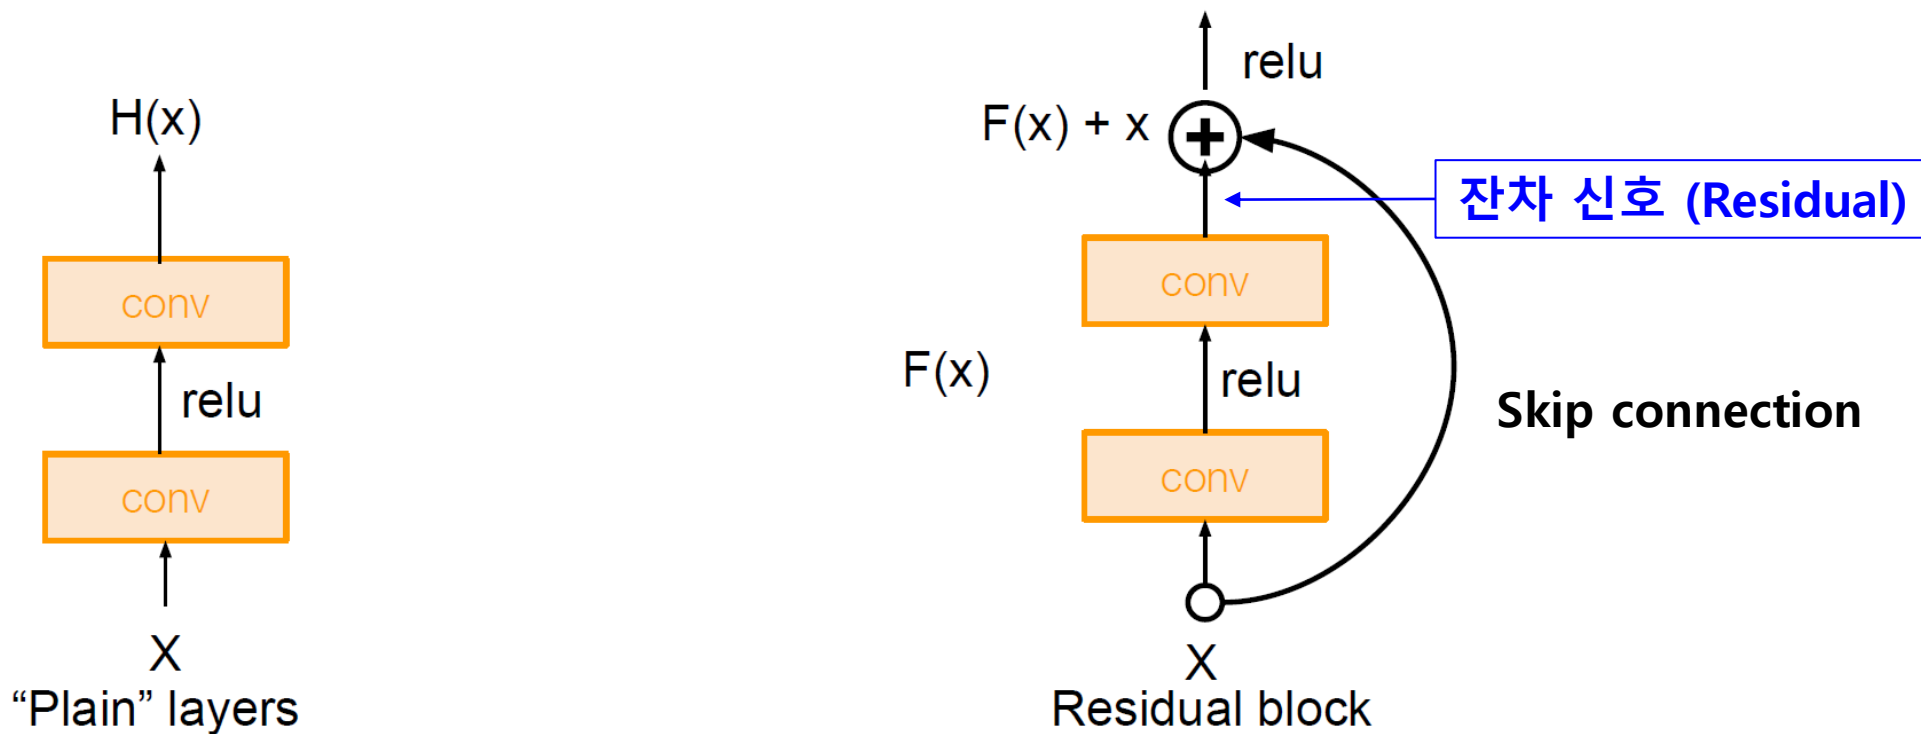 H(x)
conv
relu
conv
X
“Plain” layers
relu
F(x) + x
잔차 신호 (Residual)
conv
F(x)
relu
Skip connection
conv
X
Residual block